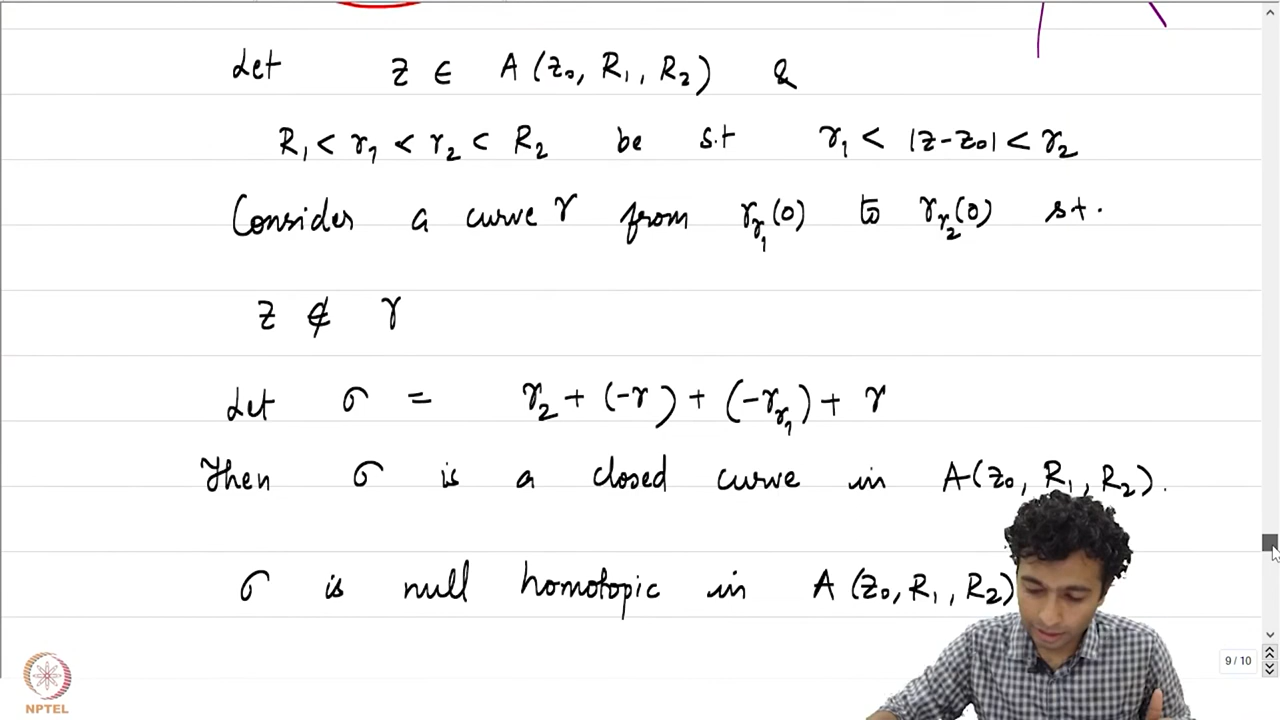 Let z ∈ A(z₀, R₁, R₂) &
R₁ < r₁ < r₂ < R₂ be s.t r₁ < |z-z₀| < r₂
Consider a curve γ from γ_{r₁}(0) to γ_{r₂}(0) st.
z ∉ γ
Let σ = γ₂ + (-γ) + (-γ_{r₁}) + γ
Then σ is a closed curve in A(z₀, R₁, R₂).
σ is null homotopic in A(z₀, R₁, R₂)
9 / 10
NPTEL